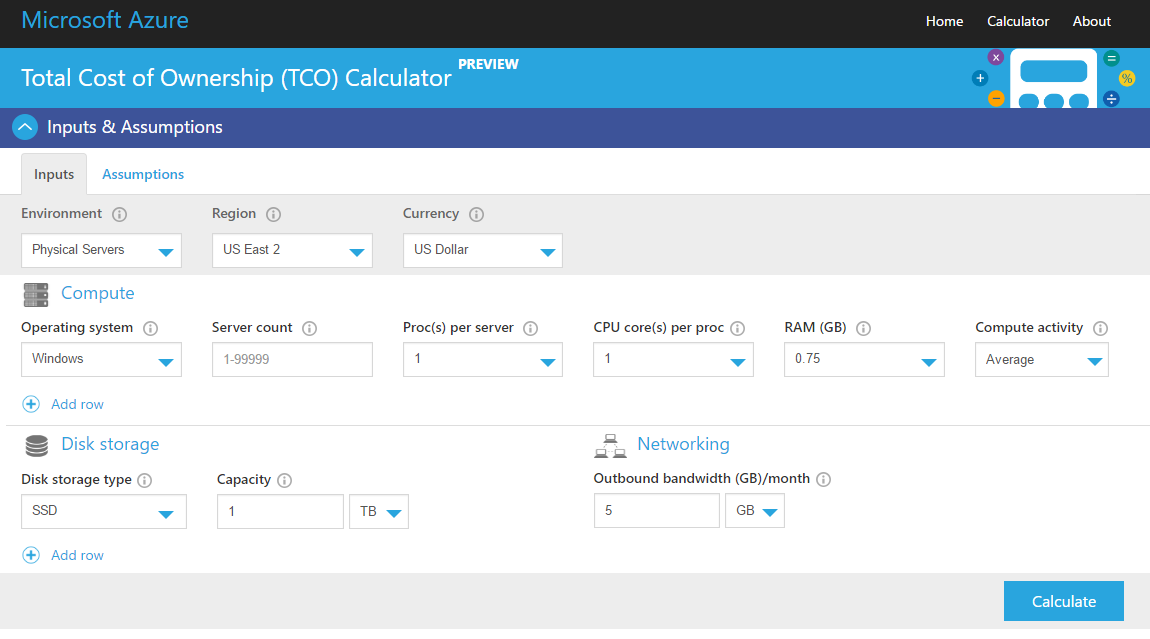 Microsoft Azure
Home Calculator About
Total Cost of Ownership (TCO) Calculator PREVIEW
Inputs & Assumptions
Inputs Assumptions
Environment Region Currency
Physical Servers US East 2 US Dollar
Compute
Operating system Server count Proc(s) per server CPU core(s) per proc RAM (GB) Compute activity
Windows 1-99999 1 1 0.75 Average
Add row
Disk storage
Disk storage type Capacity
SSD 1 TB
Add row
Networking
Outbound bandwidth (GB)/month
5 GB
Calculate